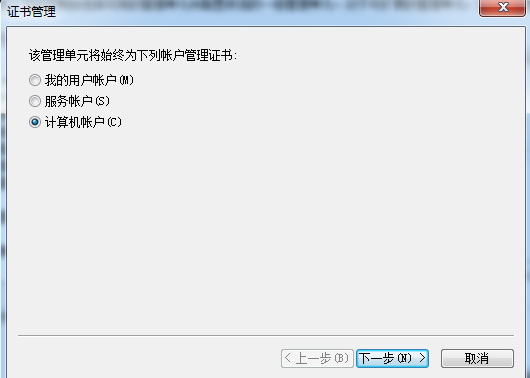 证书管理
该管理单元将始终为下列帐户管理证书:
我的用户帐户(M)
服务帐户(S)
计算机帐户(C)
< 上一步(B)
下一步(N) >
取消